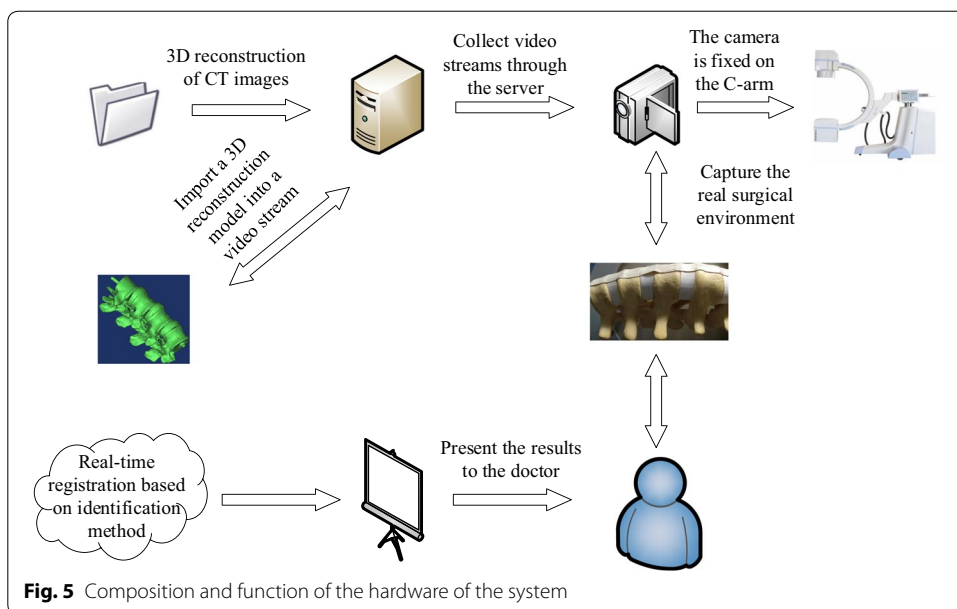 3D reconstruction
of CT images
Collect video
streams through
the server
The camera
is fixed on
the C-arm
Import a 3D
reconstruction
model into a
video stream
Capture the
real surgical
environment
Real-time
registration based
on identification
method
Present the results
to the doctor
Fig. 5 Composition and function of the hardware of the system